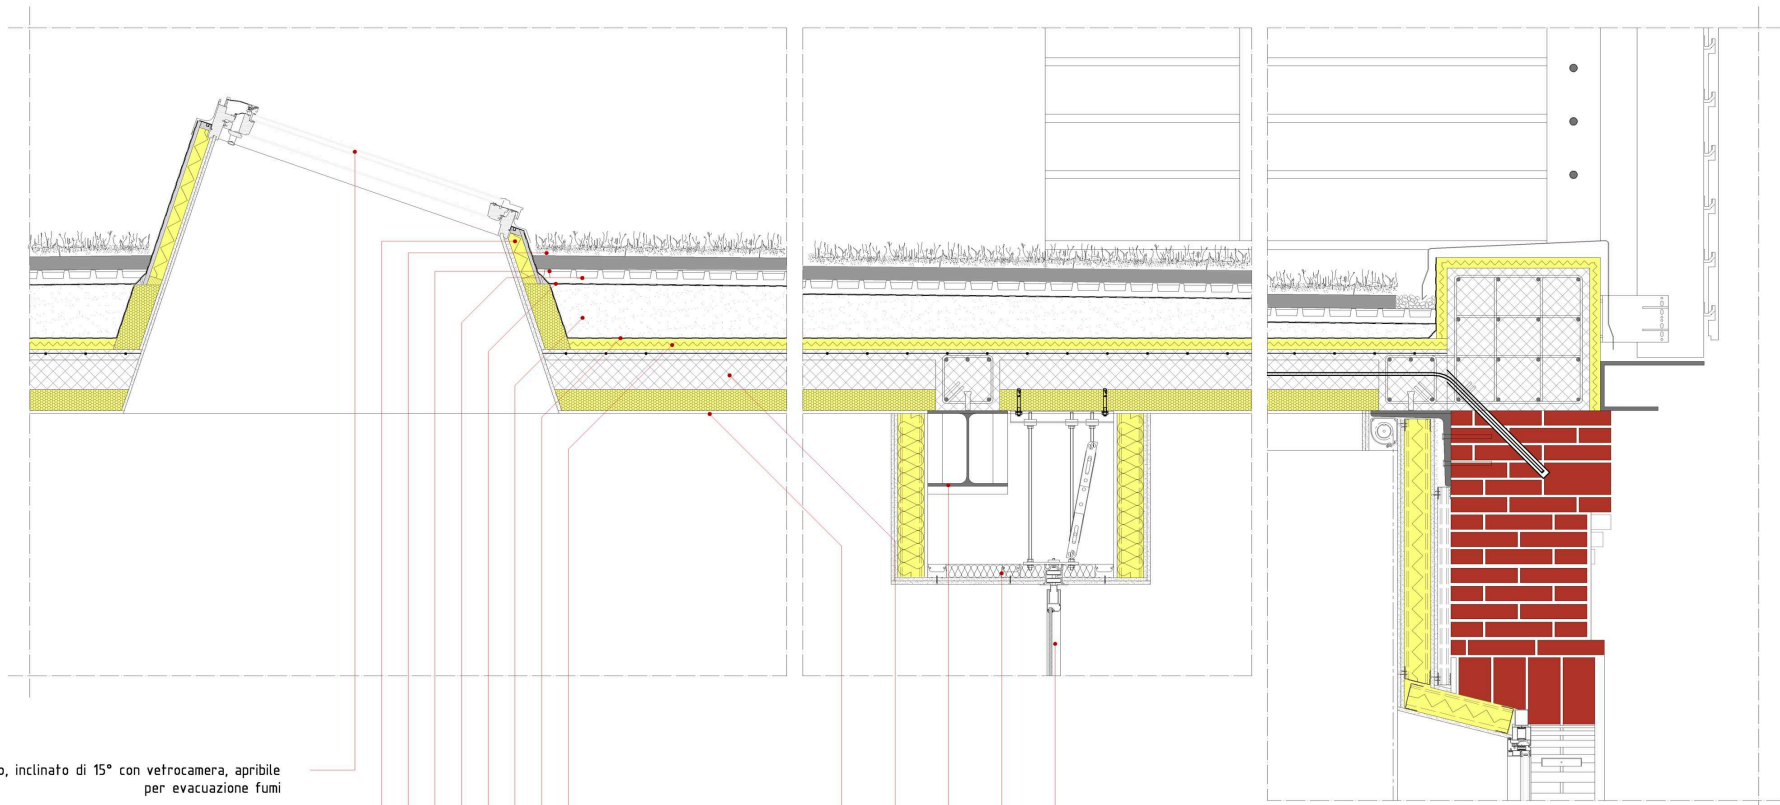 inclinato di 15° con vetrocamera, apribile
per evacuazione fumi